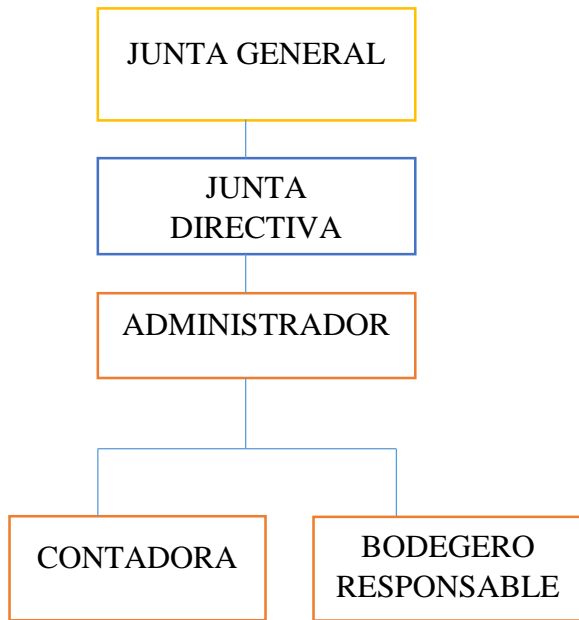 JUNTA GENERAL
JUNTA
DIRECTIVA
ADMINISTRADOR
CONTADORA
BODEGERO
RESPONSABLE